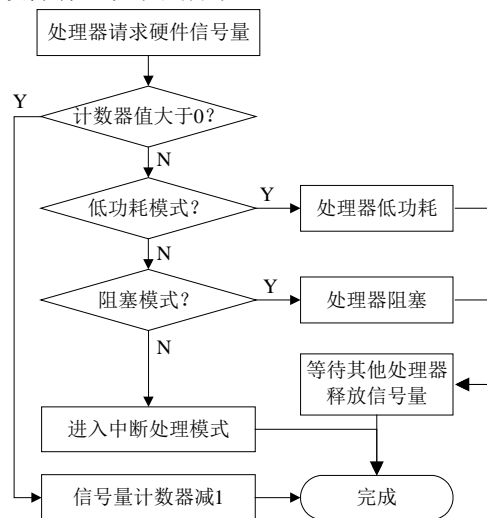 处理器请求硬件信号量
Y
计数器值大于0?
N
低功耗模式?
Y
处理器低功耗
N
阻塞模式?
Y
处理器阻塞
N
等待其他处理器
释放信号量
进入中断处理模式
信号量计数器减1
完成